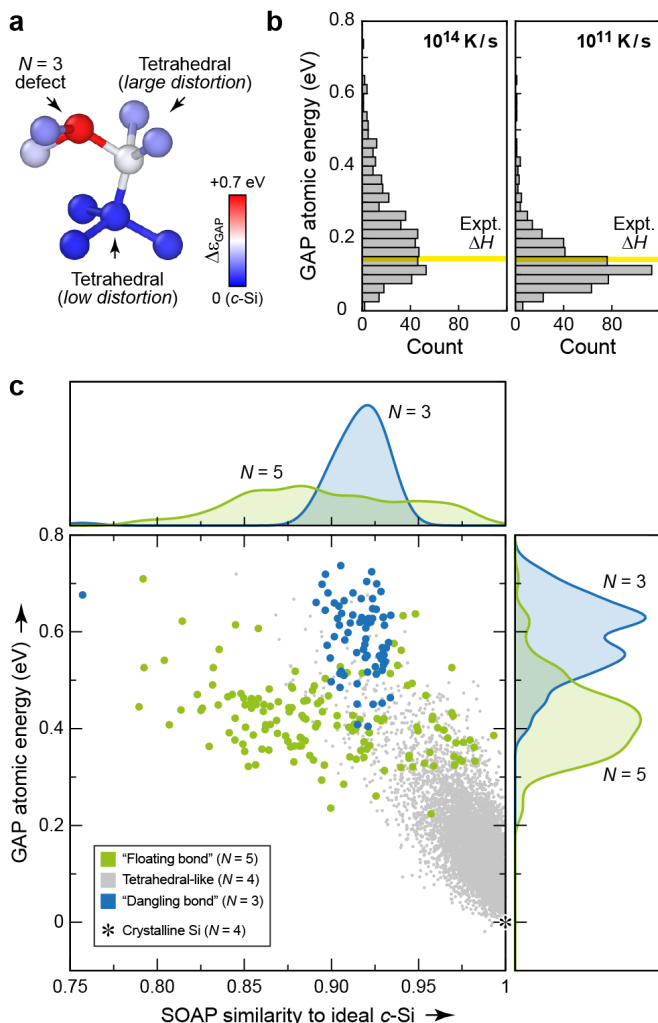 a
N = 3
defect
Tetrahedral
(large distortion)
+0.7 eV
ΔεGAP
0 (c-Si)
Tetrahedral
(low distortion)
b
10¹⁴ K / s
10¹¹ K / s
GAP atomic energy (eV)
0.8
0.6
0.4
0.2
0
Expt.
ΔH
Expt.
ΔH
0
40
80
0
40
80
Count
Count
c
N = 3
N = 5
GAP atomic energy (eV)
0.8
0.6
0.4
0.2
0
N = 3
N = 5
"Floating bond" (N = 5)
Tetrahedral-like (N = 4)
"Dangling bond" (N = 3)
* Crystalline Si (N = 4)
*
0.75
0.80
0.85
0.90
0.95
1
SOAP similarity to ideal c-Si